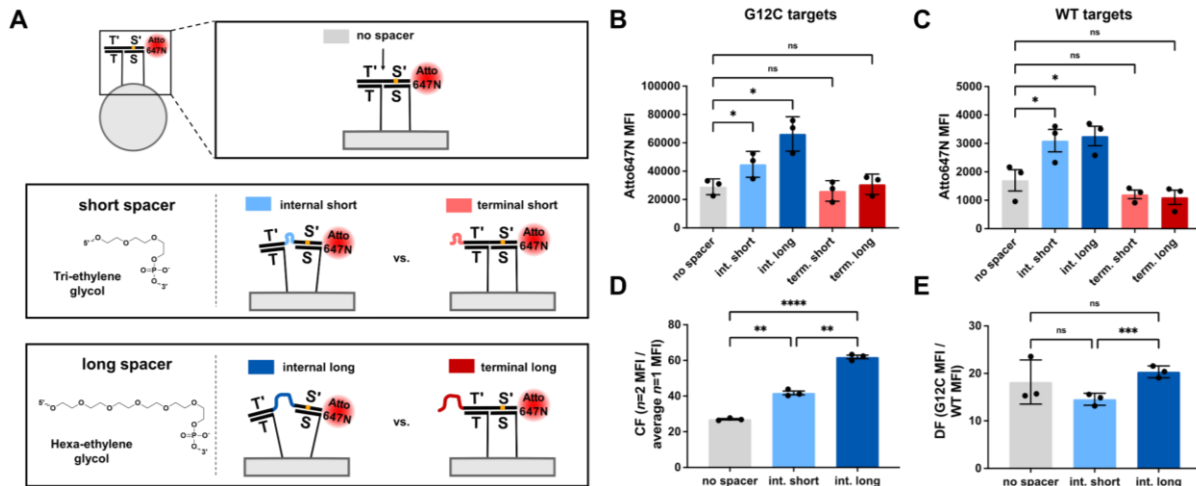 A
T' S' Atto
647N
T S
no spacer
T' S' Atto
647N
T S
short spacer
5'
O
O
O
O
O
P
O-
O-
3'
Tri-ethylene
glycol
internal short
T' S' Atto
647N
T S
vs.
terminal short
T' S' Atto
647N
T S
long spacer
5'
O
O
O
O
O
O
O
O
P
O-
O-
3'
Hexa-ethylene
glycol
internal long
T' S' Atto
647N
T S
vs.
terminal long
T' S' Atto
647N
T S
B
G12C targets
ns
ns
*
*
Atto647N MFI
100000
80000
60000
40000
20000
0
no spacer
int. short
int. long
term. short
term. long
C
WT targets
ns
ns
*
*
Atto647N MFI
5000
4000
3000
2000
1000
0
no spacer
int. short
int. long
term. short
term. long
D
****
** **
CF (n=2 MFI /
average n=1 MFI)
80
60
40
20
0
no spacer int. short int. long
E
ns
ns ***
DF (G12C MFI /
WT MFI)
30
20
10
0
no spacer int. short int. long